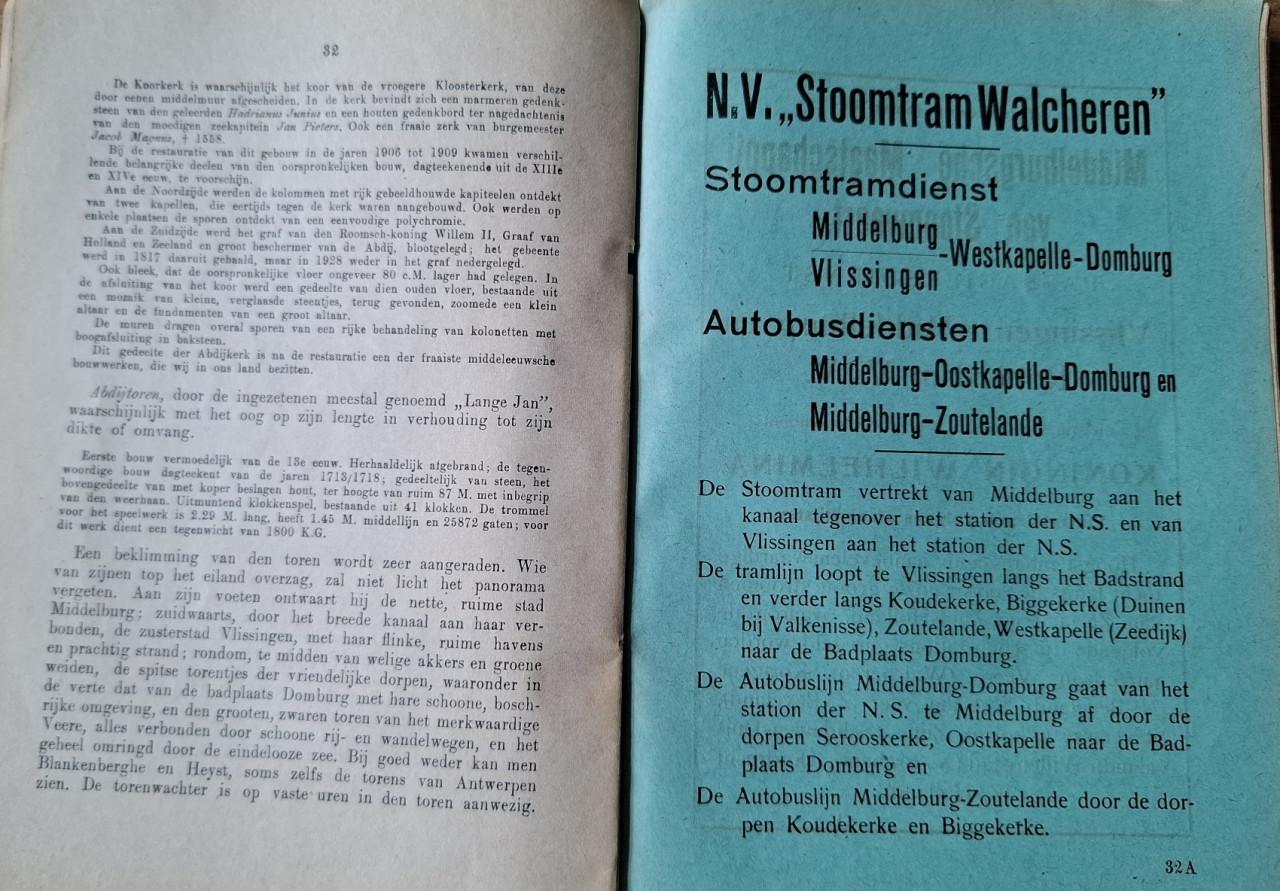 32
De Koorkerk is waarschijnlijk het koor van de vroegere Kloosterkerk, van deze
door eenen middelmuur afgescheiden. In de kerk bevindt zich een marmeren gedenk-
steen van den geleerden Hadrianus Junius en een houten gedenkbord ter nagedachtenis
van den moedigen zeekapitein Jan Pieters. Ook een fraaie zerk van burgemeester
Jacob Magnus, † 1558.
Bij de restauratie van dit gebouw in de jaren 1906 tot 1909 kwamen verschil-
lende belangrijke deelen van den oorspronkelijken bouw, dagteekenende uit de XIIIe
en XIVe eeuw, te voorschijn.
Aan de Noordzijde werden de kolommen met rijk gebeeldhouwde kapiteelen ontdekt
van twee kapellen, die eertijds tegen de kerk waren aangebouwd. Ook werden op
enkele plaatsen de sporen ontdekt van een eenvoudige polychromie.
Aan de Zuidzijde werd het graf van den Roomsch-koning Willem II, Graaf van
Holland en Zeeland en groot beschermer van de Abdij, blootgelegd; het gebeente
werd in 1817 daaruit gehaald, maar in 1928 weder in het graf nedergelegd.
Ook bleek, dat de oorspronkelijke vloer ongeveer 80 c.M. lager had gelegen. In
de afsluiting van het koor werd een gedeelte van dien ouden vloer, bestaande uit
een mozaik van kleine, verglaasde steentjes, terug gevonden, zoomede een klein
altaar en de fundamenten van een groot altaar.
De muren dragen overal sporen van een rijke behandeling van kolonetten met
boogafsluiting in baksteen.
Dit gedeelte der Abdijkerk is na de restauratie een der fraaiste middeleeuwsche
bouwwerken, die wij in ons land bezitten.
Abdijtoren, door de ingezetenen meestal genoemd „Lange Jan”,
waarschijnlijk met het oog op zijn lengte in verhouding tot zijn
dikte of omvang.
Eerste bouw vermoedelijk van de 13e eeuw. Herhaaldelijk afgebrand; de tegen-
woordige bouw dagteekent van de jaren 1713/1718; gedeeltelijk van steen, het
bovengedeelte van met koper beslagen hout, ter hoogte van ruim 87 M. met inbegrip
van den weerhaan. Uitmuntend klokkenspel, bestaande uit 41 klokken. De trommel
voor het speelwerk is 2.29 M. lang, heeft 1.45 M. middellijn en 25872 gaten; voor
dit werk dient een tegenwicht van 1800 K.G.
Een beklimming van den toren wordt zeer aangeraden. Wie
van zijnen top het eiland overzag, zal niet licht het panorama
vergeten. Aan zijn voeten ontwaart hij de nette, ruime stad
Middelburg; zuidwaarts, door het breede kanaal aan haar ver-
bonden, de zusterstad Vlissingen, met haar flinke, ruime havens
en prachtig strand; rondom, te midden van welige akkers en groene
weiden, de spitse torentjes der vriendelijke dorpen, waaronder in
de verte dat van de badplaats Domburg met hare schoone, bosch-
rijke omgeving, en den grooten, zwaren toren van het merkwaardige
Veere, alles verbonden door schoone rij- en wandelwegen, en het
geheel omringd door de eindelooze zee. Bij goed weder kan men
Blankenberghe en Heyst, soms zelfs de torens van Antwerpen
zien. De torenwachter is op vaste uren in den toren aanwezig.
N.V. „Stoomtram Walcheren”
Stoomtramdienst
Middelburg
Vlissingen
-Westkapelle-Domburg
Autobusdiensten
Middelburg-Oostkapelle-Domburg en
Middelburg-Zoutelande
De Stoomtram vertrekt van Middelburg aan het
kanaal tegenover het station der N.S. en van
Vlissingen aan het station der N.S.
De tramlijn loopt te Vlissingen langs het Badstrand
en verder langs Koudekerke, Biggekerke (Duinen
bij Valkenisse), Zoutelande, Westkapelle (Zeedijk)
naar de Badplaats Domburg.
De Autobuslijn Middelburg-Domburg gaat van het
station der N. S. te Middelburg af door de
dorpen Serooskerke, Oostkapelle naar de Bad-
plaats Domburg en
De Autobuslijn Middelburg-Zoutelande door de dor-
pen Koudekerke en Biggekerke.
32A